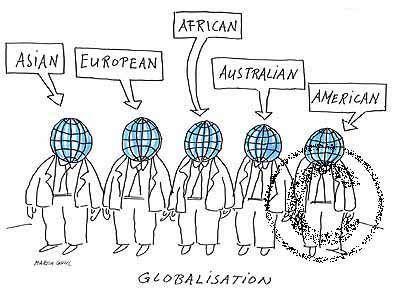 AFRICAN
ASIAN
EUROPEAN
AUSTRALIAN
AMERICAN
GLOBALISATION